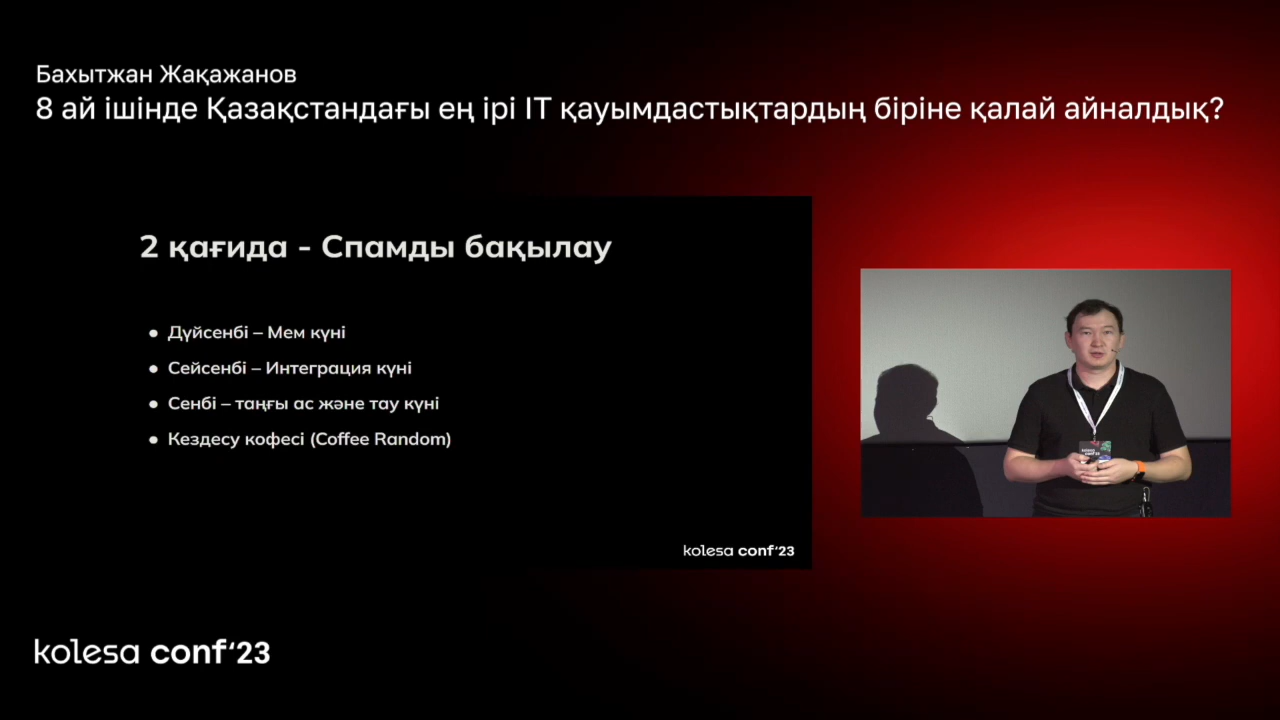 Бахытжан Жақажанов
8 ай ішінде Қазақстандағы ең ірі IT қауымдастықтардың біріне қалай айналдық?
2 қағида - Спамды бақылау
● Дүйсенбі – Мем күні
● Сейсенбі – Интеграция күні
● Сенбі – таңғы ас және тау күні
● Кездесу кофесі (Coffee Random)
kolesa conf'23
kolesa conf'23